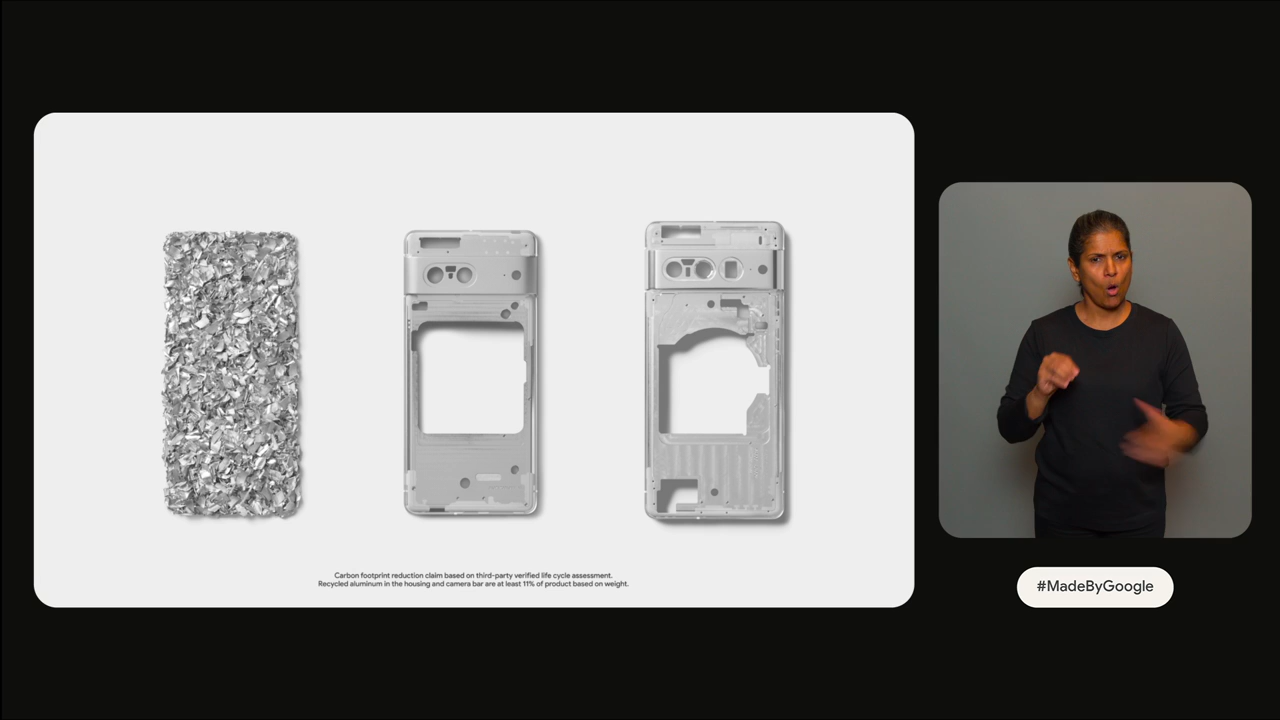 Carbon footprint reduction claim based on third-party verified life cycle assessment.
Recycled aluminum in the housing and camera bar are at least 11% of product based on weight.
#MadeByGoogle